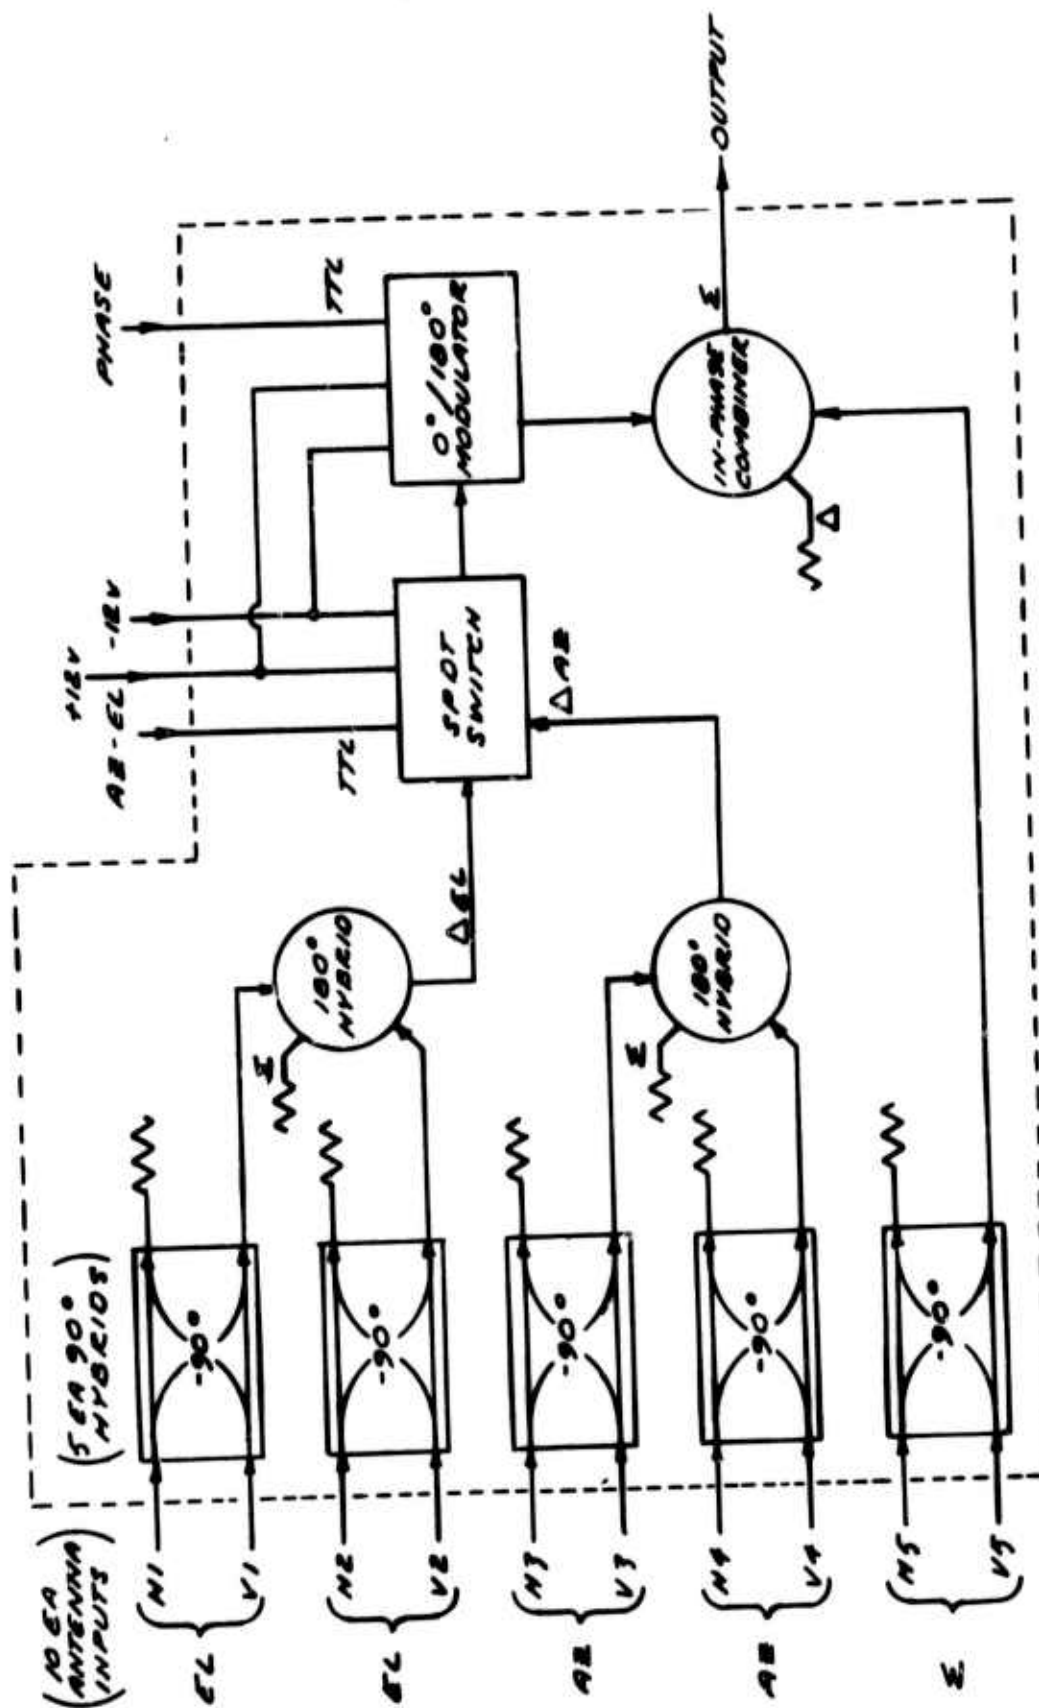 (10 EA
ANTENNA
INPUTS)
(5 EA 90°
HYBRIDS)
EL
H1
V1
-90°
EL
H2
V2
-90°
AZ
H3
V3
-90°
AZ
H4
V4
-90°
Σ
H5
V5
-90°
180°
HYBRID
Σ
Δ EL
180°
HYBRID
Σ
Δ AZ
AZ-EL
+12V
-12V
TTL
SPDT
SWITCH
PHASE
TTL
0°/180°
MODULATOR
IN-PHASE
COMBINER
Δ
Σ
OUTPUT